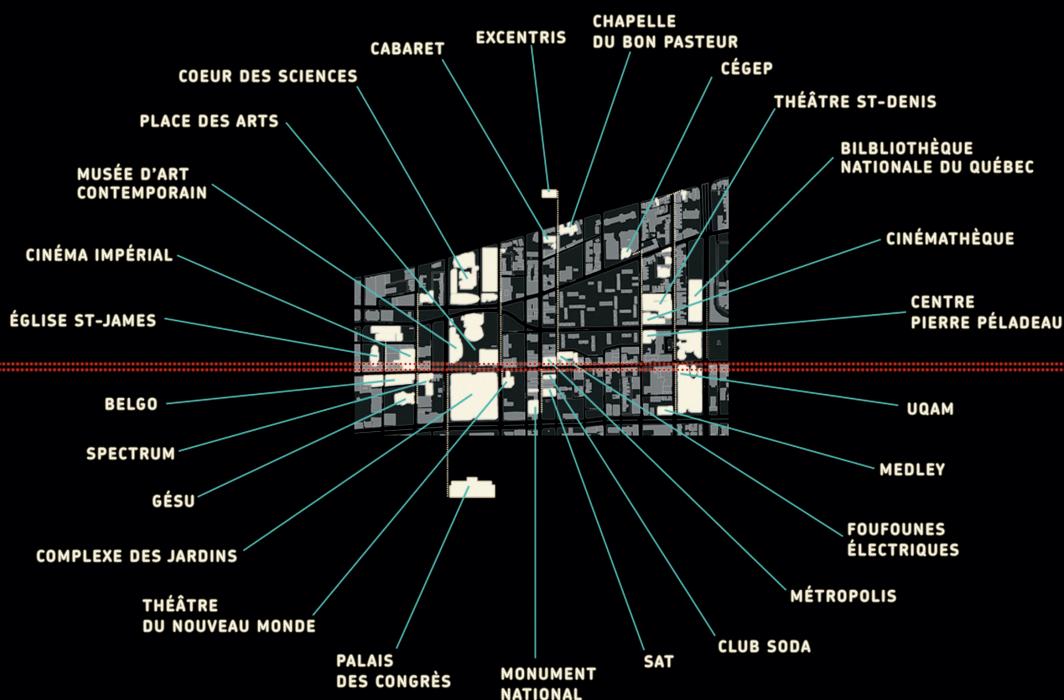 EXCENTRIS
CHAPELLE
DU BON PASTEUR
CABARET
CÉGEP
COEUR DES SCIENCES
THÉÂTRE ST-DENIS
PLACE DES ARTS
BILBLIOTHÈQUE
NATIONALE DU QUÉBEC
MUSÉE D'ART
CONTEMPORAIN
CINÉMATHÈQUE
CINÉMA IMPÉRIAL
CENTRE
PIERRE PÉLADEAU
ÉGLISE ST-JAMES
BELGO
UQAM
SPECTRUM
MEDLEY
GÉSU
FOUFOUNES
ÉLECTRIQUES
COMPLEXE DES JARDINS
MÉTROPOLIS
THÉÂTRE
DU NOUVEAU MONDE
CLUB SODA
SAT
PALAIS
DES CONGRÈS
MONUMENT
NATIONAL